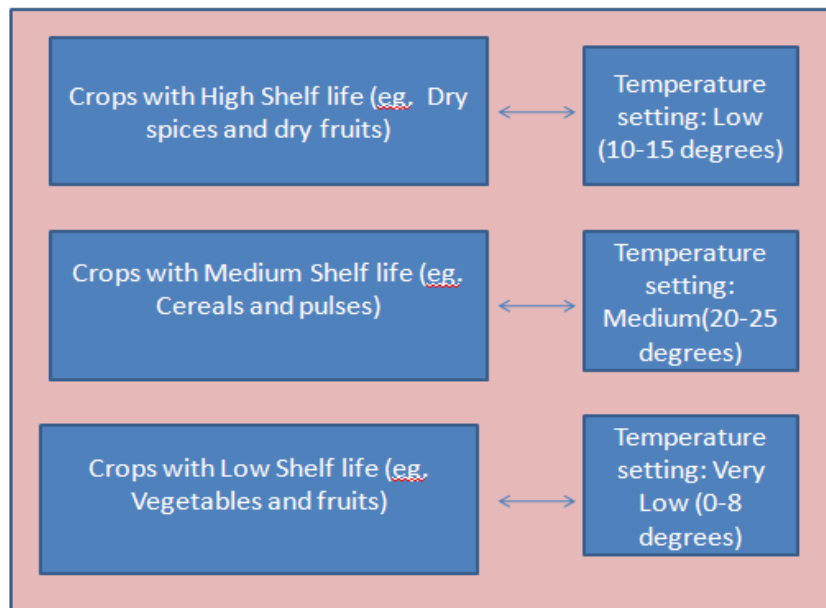 Crops with High Shelf life (eg. Dry
spices and dry fruits)
Temperature
setting: Low
(10-15 degrees)
Crops with Medium Shelf life (eg.
Cereals and pulses)
Temperature
setting:
Medium(20-25
degrees)
Crops with Low Shelf life (eg.
Vegetables and fruits)
Temperature
setting: Very
Low (0-8
degrees)